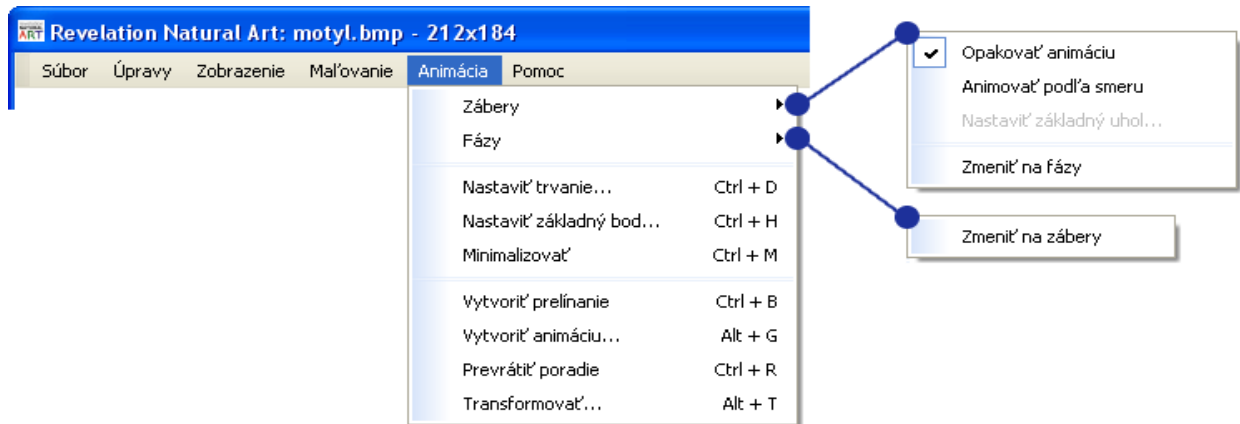 ART Revelation Natural Art: motyl.bmp - 212x184
Súbor Úpravy Zobrazenie Maľovanie Animácia Pomoc
Zábery
Fázy
Nastaviť trvanie... Ctrl + D
Nastaviť základný bod... Ctrl + H
Minimalizovať Ctrl + M
Vytvoriť prelínanie Ctrl + B
Vytvoriť animáciu... Alt + G
Prevrátiť poradie Ctrl + R
Transformovať... Alt + T
Opakovať animáciu
Animovať podľa smeru
Nastaviť základný uhol...
Zmeniť na fázy
Zmeniť na zábery